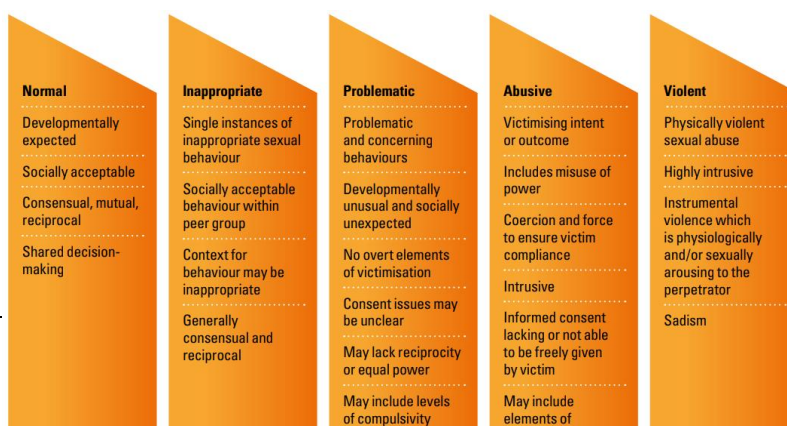 Normal
Developmentally
expected
Socially acceptable
Consensual, mutual,
reciprocal
Shared decision-
making
Inappropriate
Single instances of
inappropriate sexual
behaviour
Socially acceptable
behaviour within
peer group
Context for
behaviour may be
inappropriate
Generally
consensual and
reciprocal
Problematic
Problematic
and concerning
behaviours
Developmentally
unusual and socially
unexpected
No overt elements
of victimisation
Consent issues may
be unclear
May lack reciprocity
or equal power
May include levels
of compulsivity
Abusive
Victimising intent
or outcome
Includes misuse of
power
Coercion and force
to ensure victim
compliance
Intrusive
Informed consent
lacking or not able
to be freely given
by victim
May include
elements of
Violent
Physically violent
sexual abuse
Highly intrusive
Instrumental
violence which
is physiologically
and/or sexually
arousing to the
perpetrator
Sadism